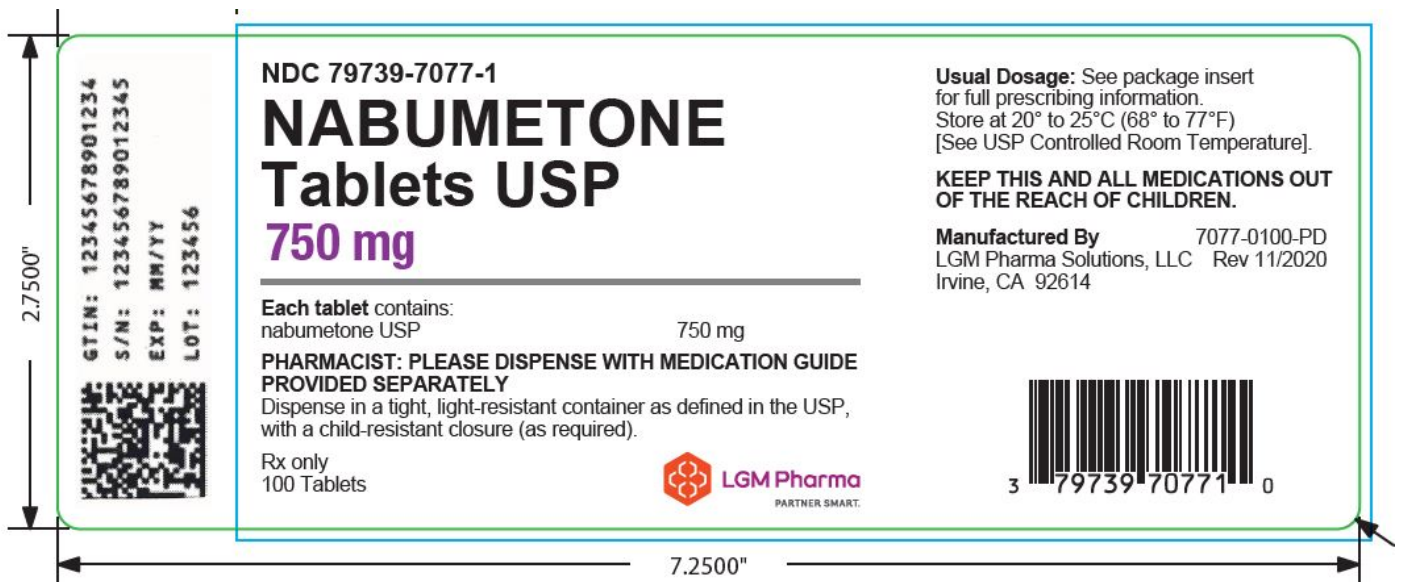 GTIN: 12345678901234
S/N: 123456789012345
EXP: MM/YY
LOT: 123456
NDC 79739-7077-1
NABUMETONE
Tablets USP
750 mg
Each tablet contains:
nabumetone USP 750 mg
PHARMACIST: PLEASE DISPENSE WITH MEDICATION GUIDE
PROVIDED SEPARATELY
Dispense in a tight, light-resistant container as defined in the USP,
with a child-resistant closure (as required).
Rx only
100 Tablets
LGM Pharma
PARTNER SMART.
Usual Dosage: See package insert
for full prescribing information.
Store at 20° to 25°C (68° to 77°F)
[See USP Controlled Room Temperature].
KEEP THIS AND ALL MEDICATIONS OUT
OF THE REACH OF CHILDREN.
Manufactured By 7077-0100-PD
LGM Pharma Solutions, LLC Rev 11/2020
Irvine, CA 92614
3 79739 70771 0
2.7500"
7.2500"